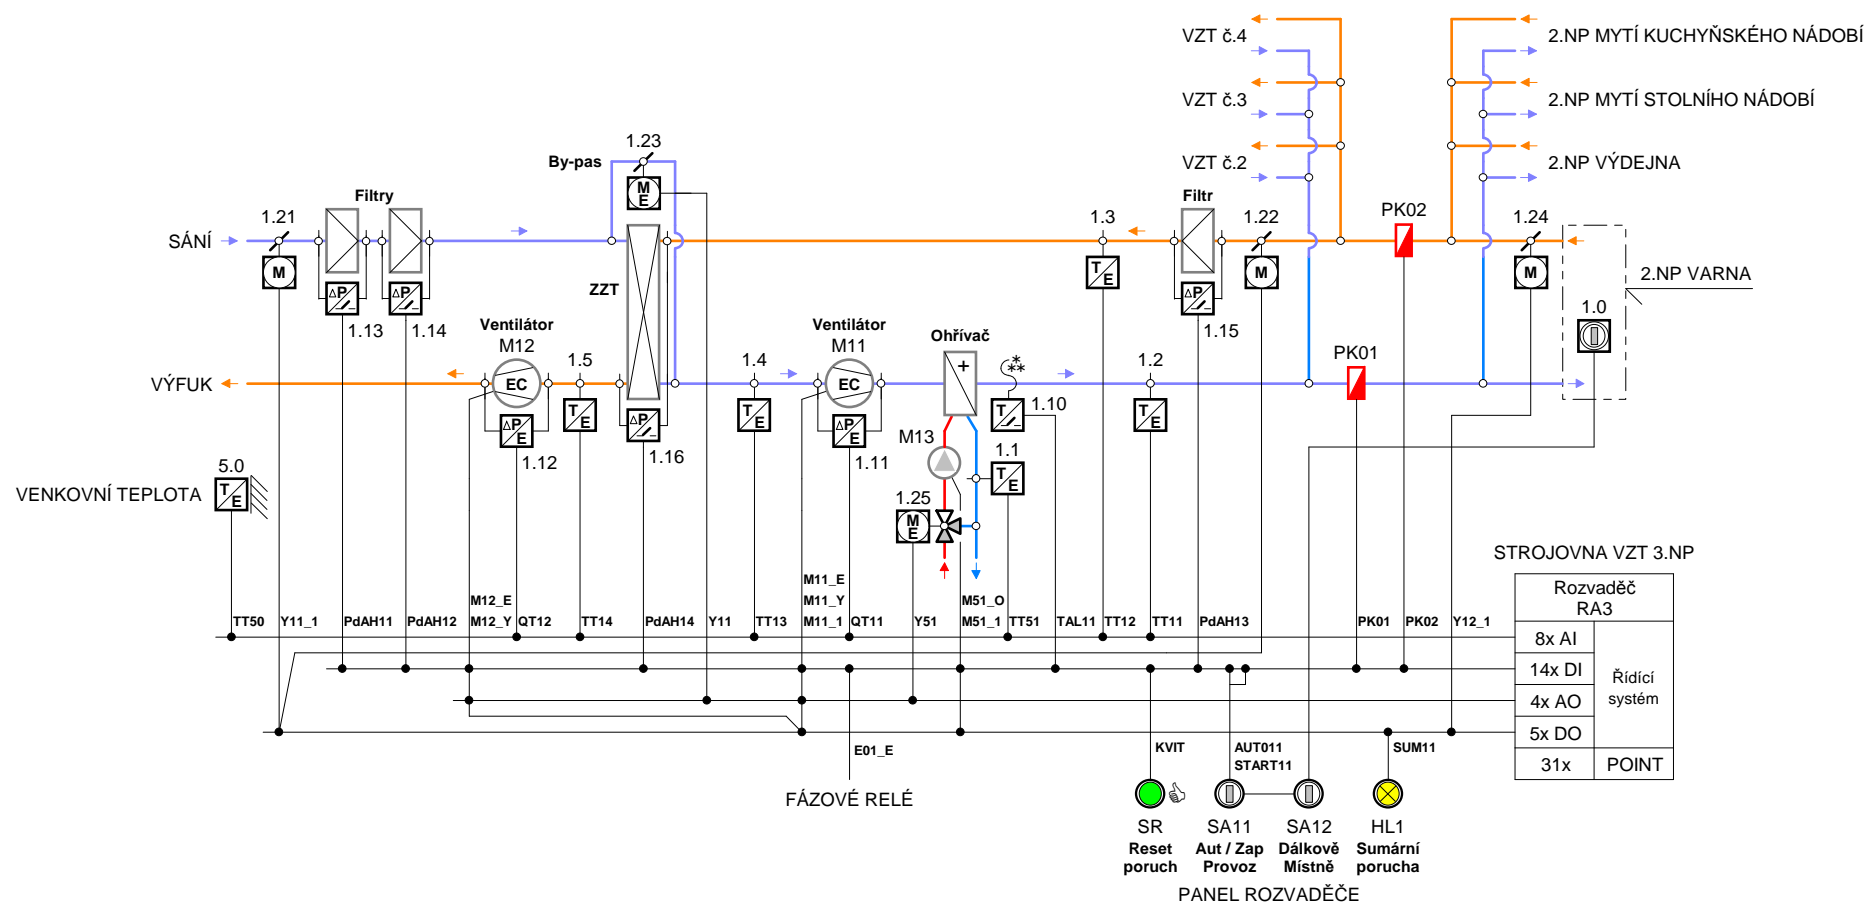 VZT č.4
2.NP MYTÍ KUCHYŇSKÉHO NÁDOBÍ
VZT č.3
2.NP MYTÍ STOLNÍHO NÁDOBÍ
VZT č.2
2.NP VÝDEJNA
1.23
By-pas
M
E
Filtry
Filtr
PK02
1.21
1.3
1.22
1.24
SÁNÍ
M
T
E
M
M
2.NP VARNA
ZZT
ΔP
ΔP
ΔP
1.13
1.14
1.15
1.0
Ventilátor
M12
Ventilátor
M11
Ohřívač
+
PK01
1.5
1.4
1.2
VÝFUK
EC
EC
***
T
E
ΔP
T
E
T
T
E
1.10
ΔP
E
ΔP
E
1.12
1.16
1.11
M13
1.1
T
E
5.0
VENKOVNÍ TEPLOTA
T
E
1.25
M
E
STROJOVNA VZT 3.NP
Rozvaděč
RA3
8x AI
14x DI
4x AO
5x DO
Řídící
systém
31x
POINT
M12_E
M12_Y
M11_E
M11_Y
M11_1
M51_O
M51_1
TT50
Y11_1
PdAH11
PdAH12
QT12
TT14
PdAH14
Y11
TT13
QT11
Y51
TT51
TAL11
TT12
TT11
PdAH13
PK01
PK02
Y12_1
E01_E
KVIT
AUT011
START11
SUM11
FÁZOVÉ RELÉ
SR
Reset
poruch
SA11
Aut / Zap
Provoz
SA12
Dálkově
Místně
HL1
Sumární
porucha
PANEL ROZVADĚČE